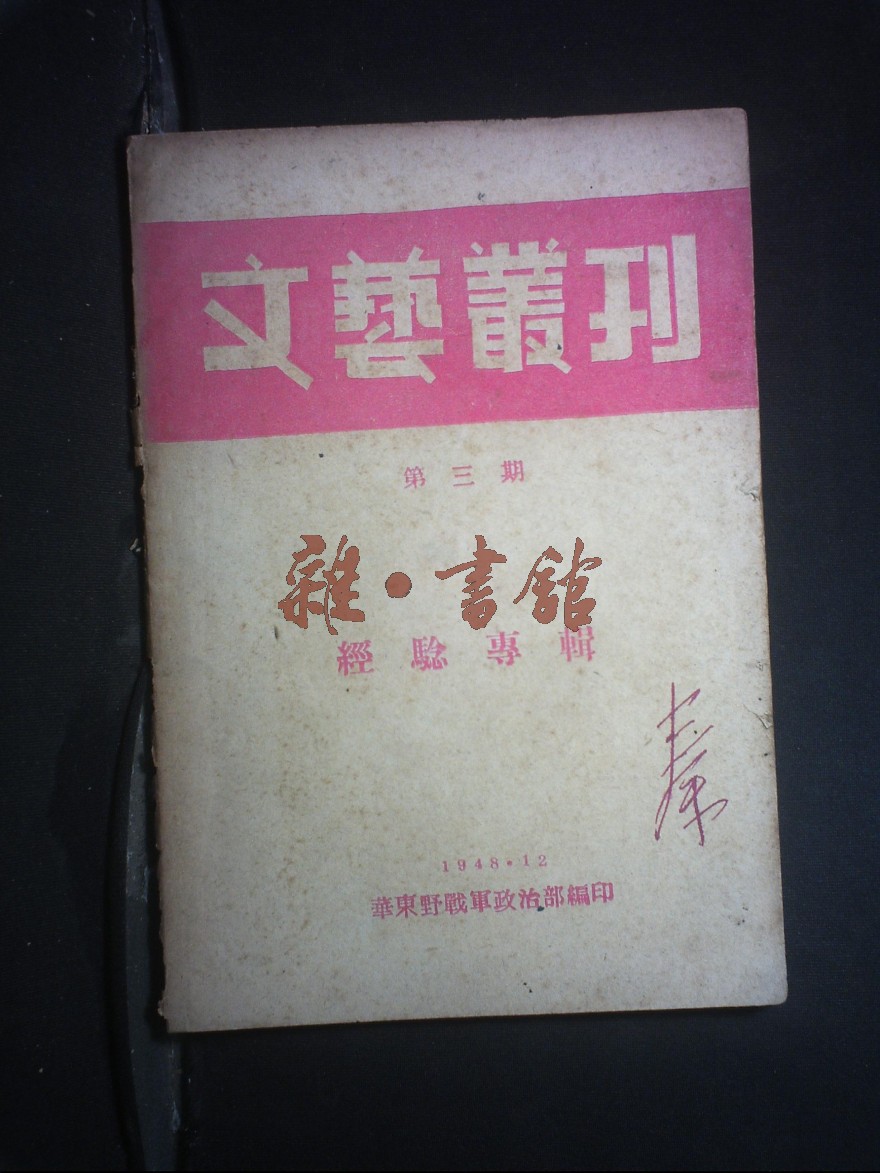 文藝叢刊
第三期
雜·書館
經騐專輯
1948·12
華東野戰軍政治部編印